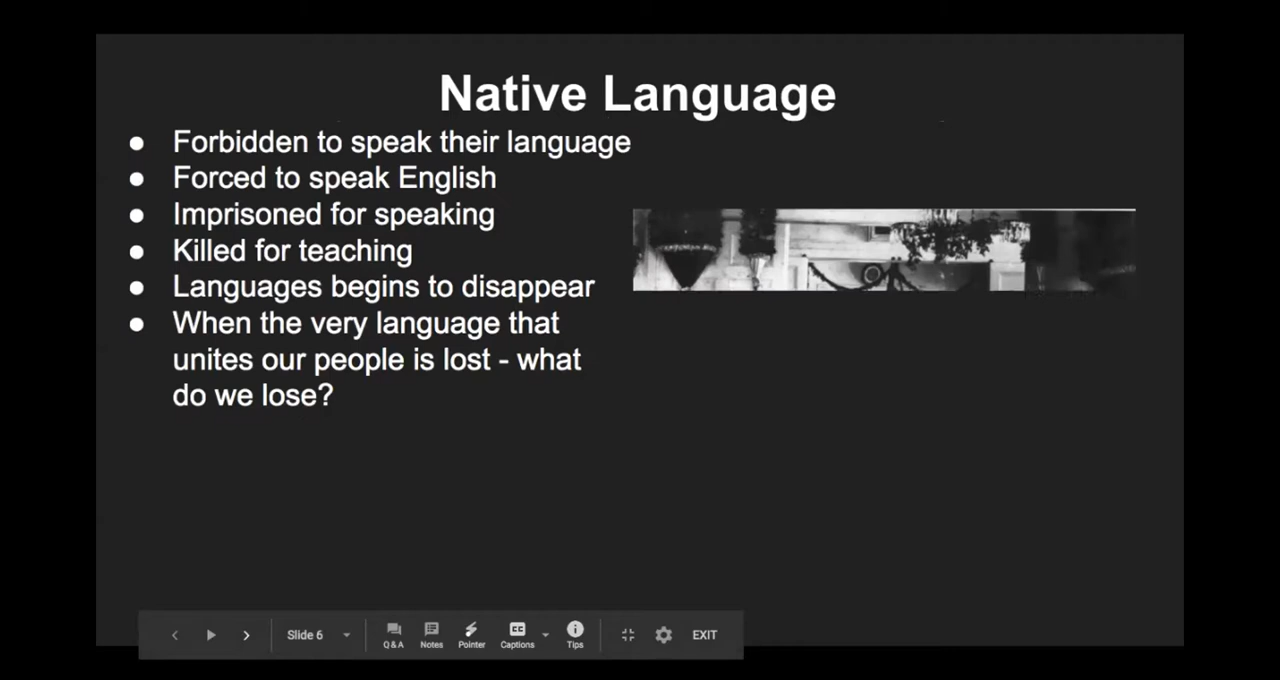 Native Language
● Forbidden to speak their language
● Forced to speak English
● Imprisoned for speaking
● Killed for teaching
● Languages begins to disappear
● When the very language that
unites our people is lost - what
do we lose?
Slide 6
Q&A
Notes
Pointer
CC
Captions
Tips
EXIT